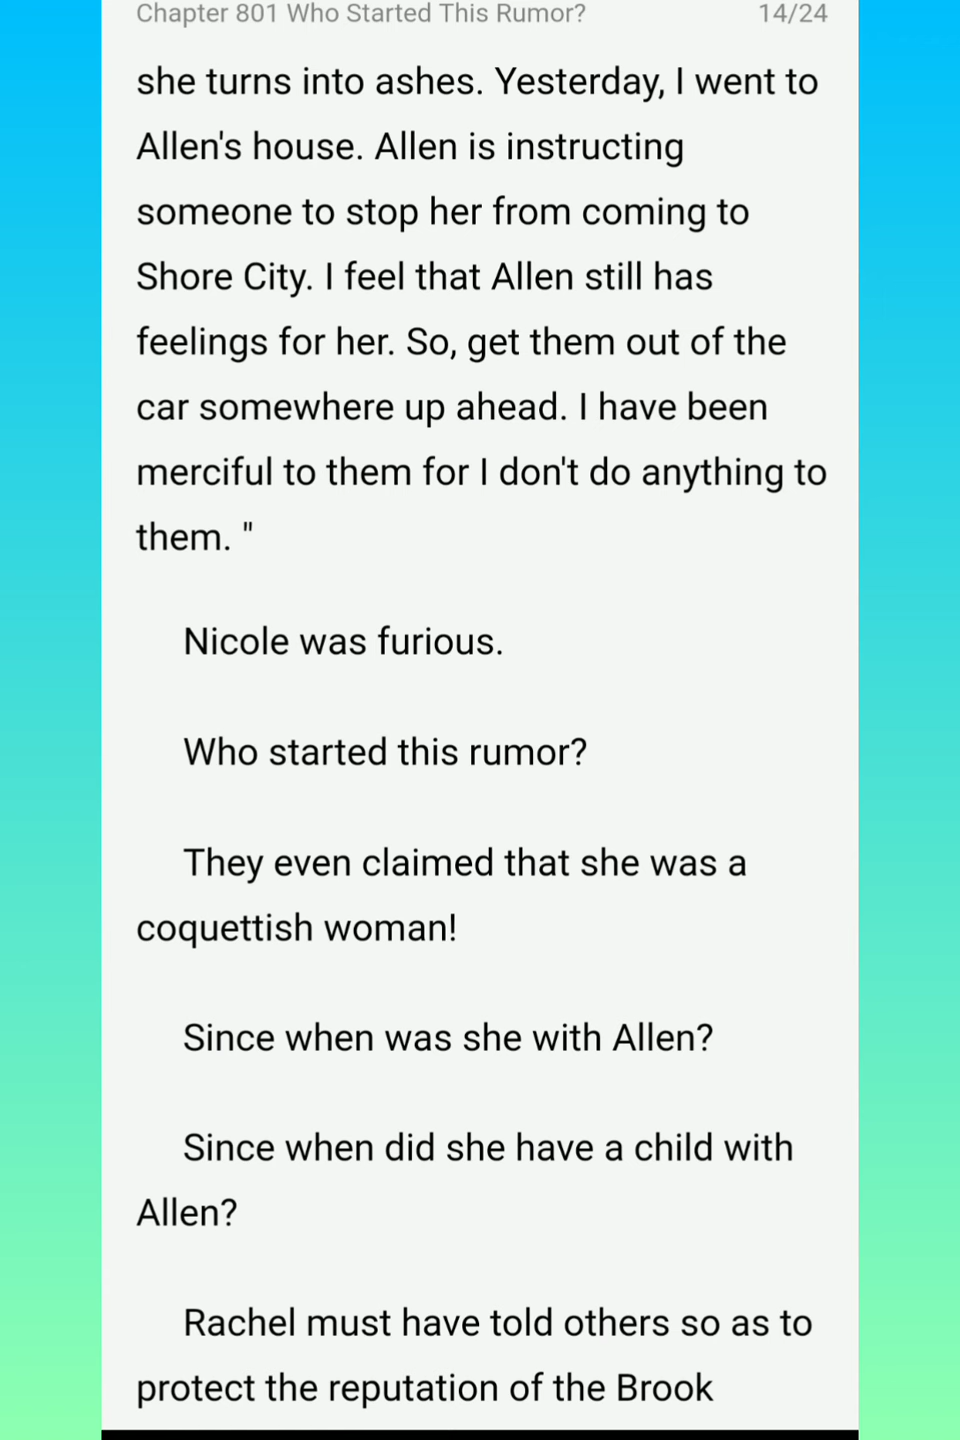 Chapter 801 Who Started This Rumor? 14/24
she turns into ashes. Yesterday, I went to
Allen's house. Allen is instructing
someone to stop her from coming to
Shore City. I feel that Allen still has
feelings for her. So, get them out of the
car somewhere up ahead. I have been
merciful to them for I don't do anything to
them. "
Nicole was furious.
Who started this rumor?
They even claimed that she was a
coquettish woman!
Since when was she with Allen?
Since when did she have a child with
Allen?
Rachel must have told others so as to
protect the reputation of the Brook